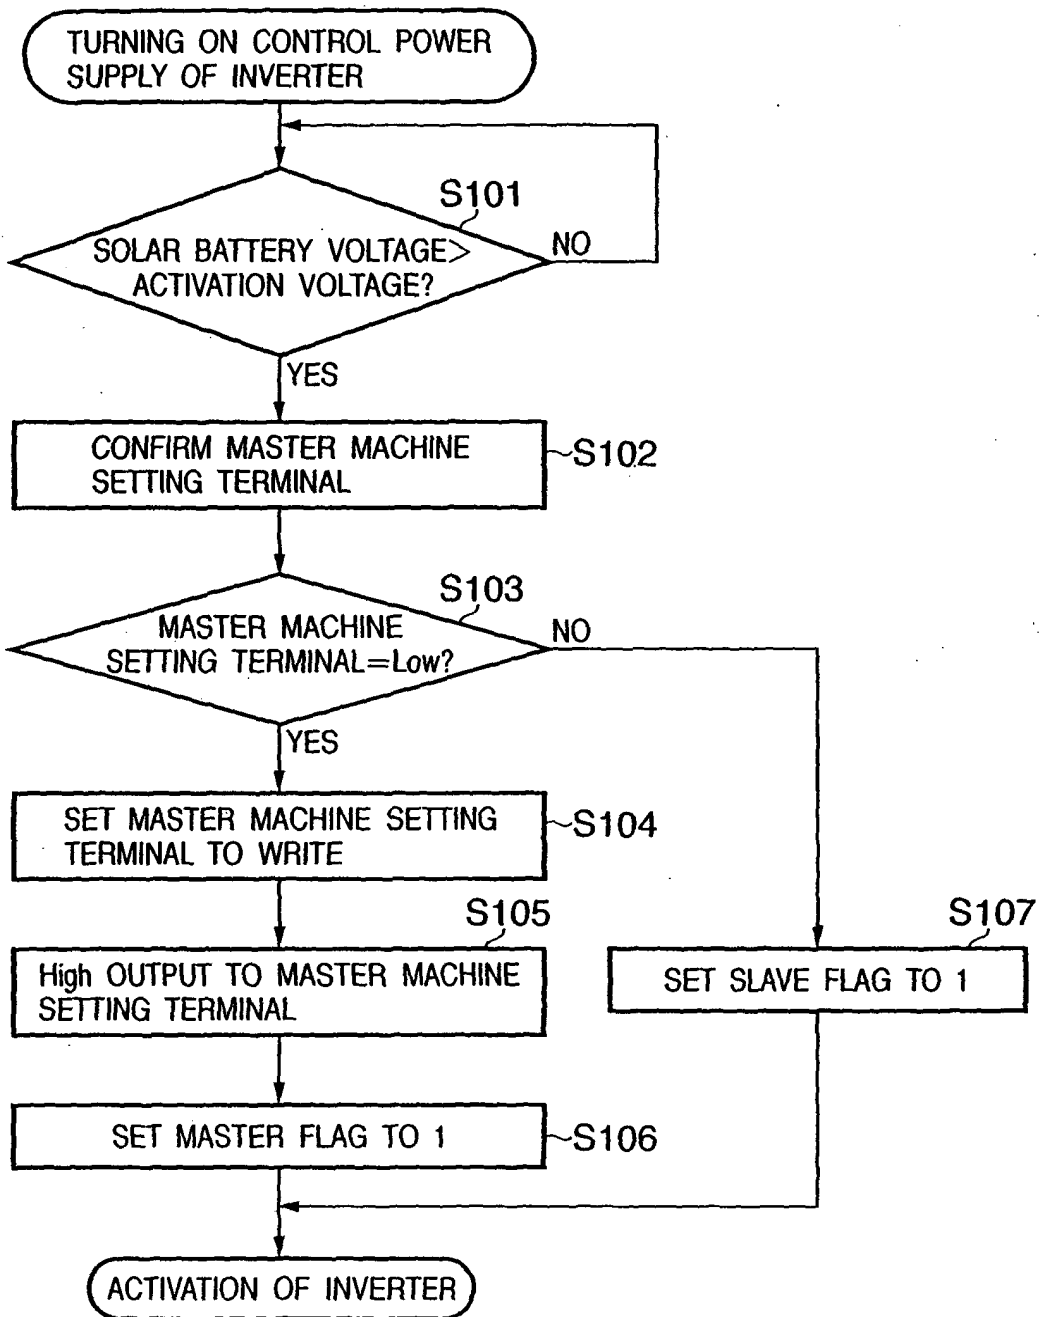 TURNING ON CONTROL POWER
SUPPLY OF INVERTER
S101
SOLAR BATTERY VOLTAGE>
ACTIVATION VOLTAGE?
NO
YES
CONFIRM MASTER MACHINE
SETTING TERMINAL
S102
S103
MASTER MACHINE
SETTING TERMINAL=Low?
NO
YES
SET MASTER MACHINE SETTING
TERMINAL TO WRITE
S104
S105
High OUTPUT TO MASTER MACHINE
SETTING TERMINAL
S107
SET SLAVE FLAG TO 1
SET MASTER FLAG TO 1
S106
ACTIVATION OF INVERTER